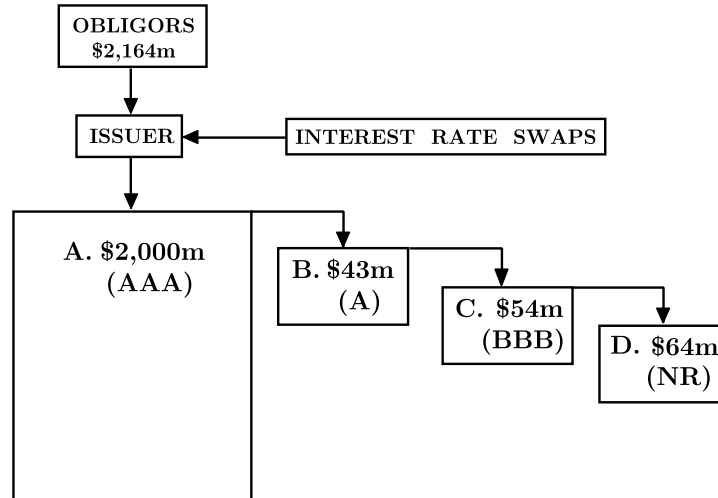 OBLIGORS
$2,164m
ISSUER
INTEREST RATE SWAPS
A. $2,000m
(AAA)
B. $43m
(A)
C. $54m
(BBB)
D. $64m
(NR)